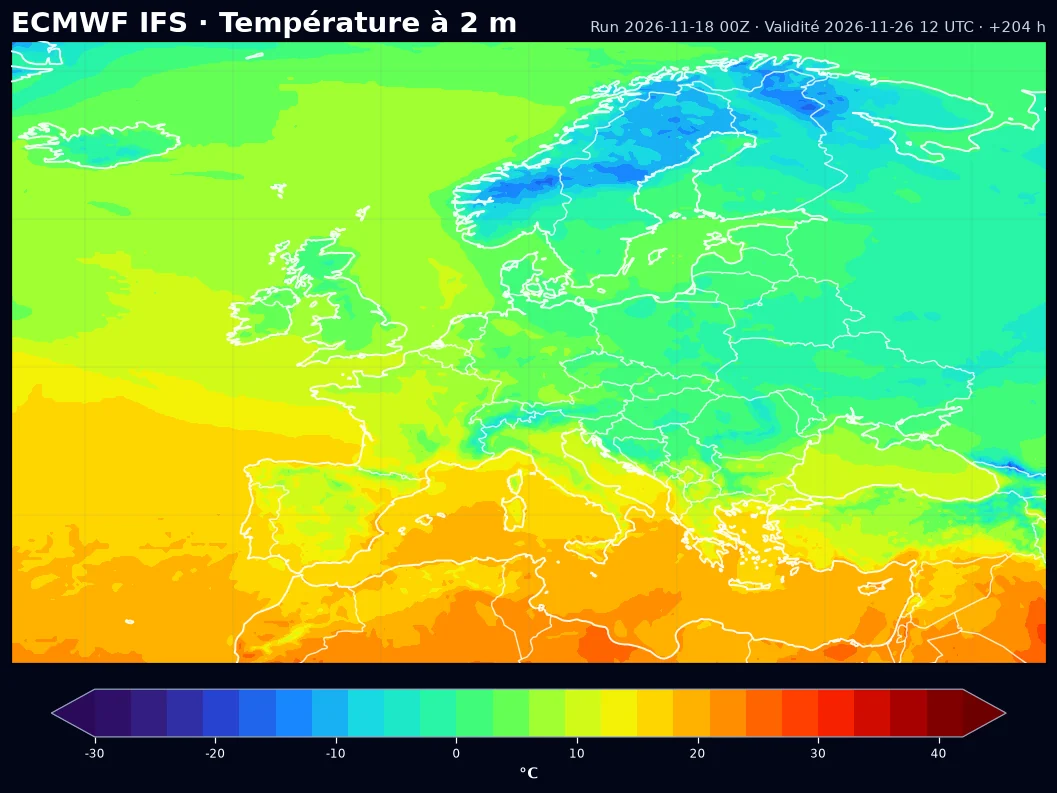 ECMWF IFS · Température à 2 m
Run 2026-11-18 00Z · Validité 2026-11-26 12 UTC · +204 h
-30 -20 -10 0 10 20 30 40
°C